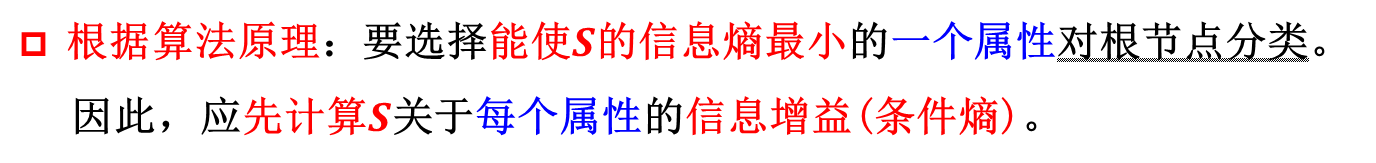 根据算法原理：要选择能使S的信息熵最小的一个属性对根节点分类。
因此，应先计算S关于每个属性的信息增益(条件熵)。